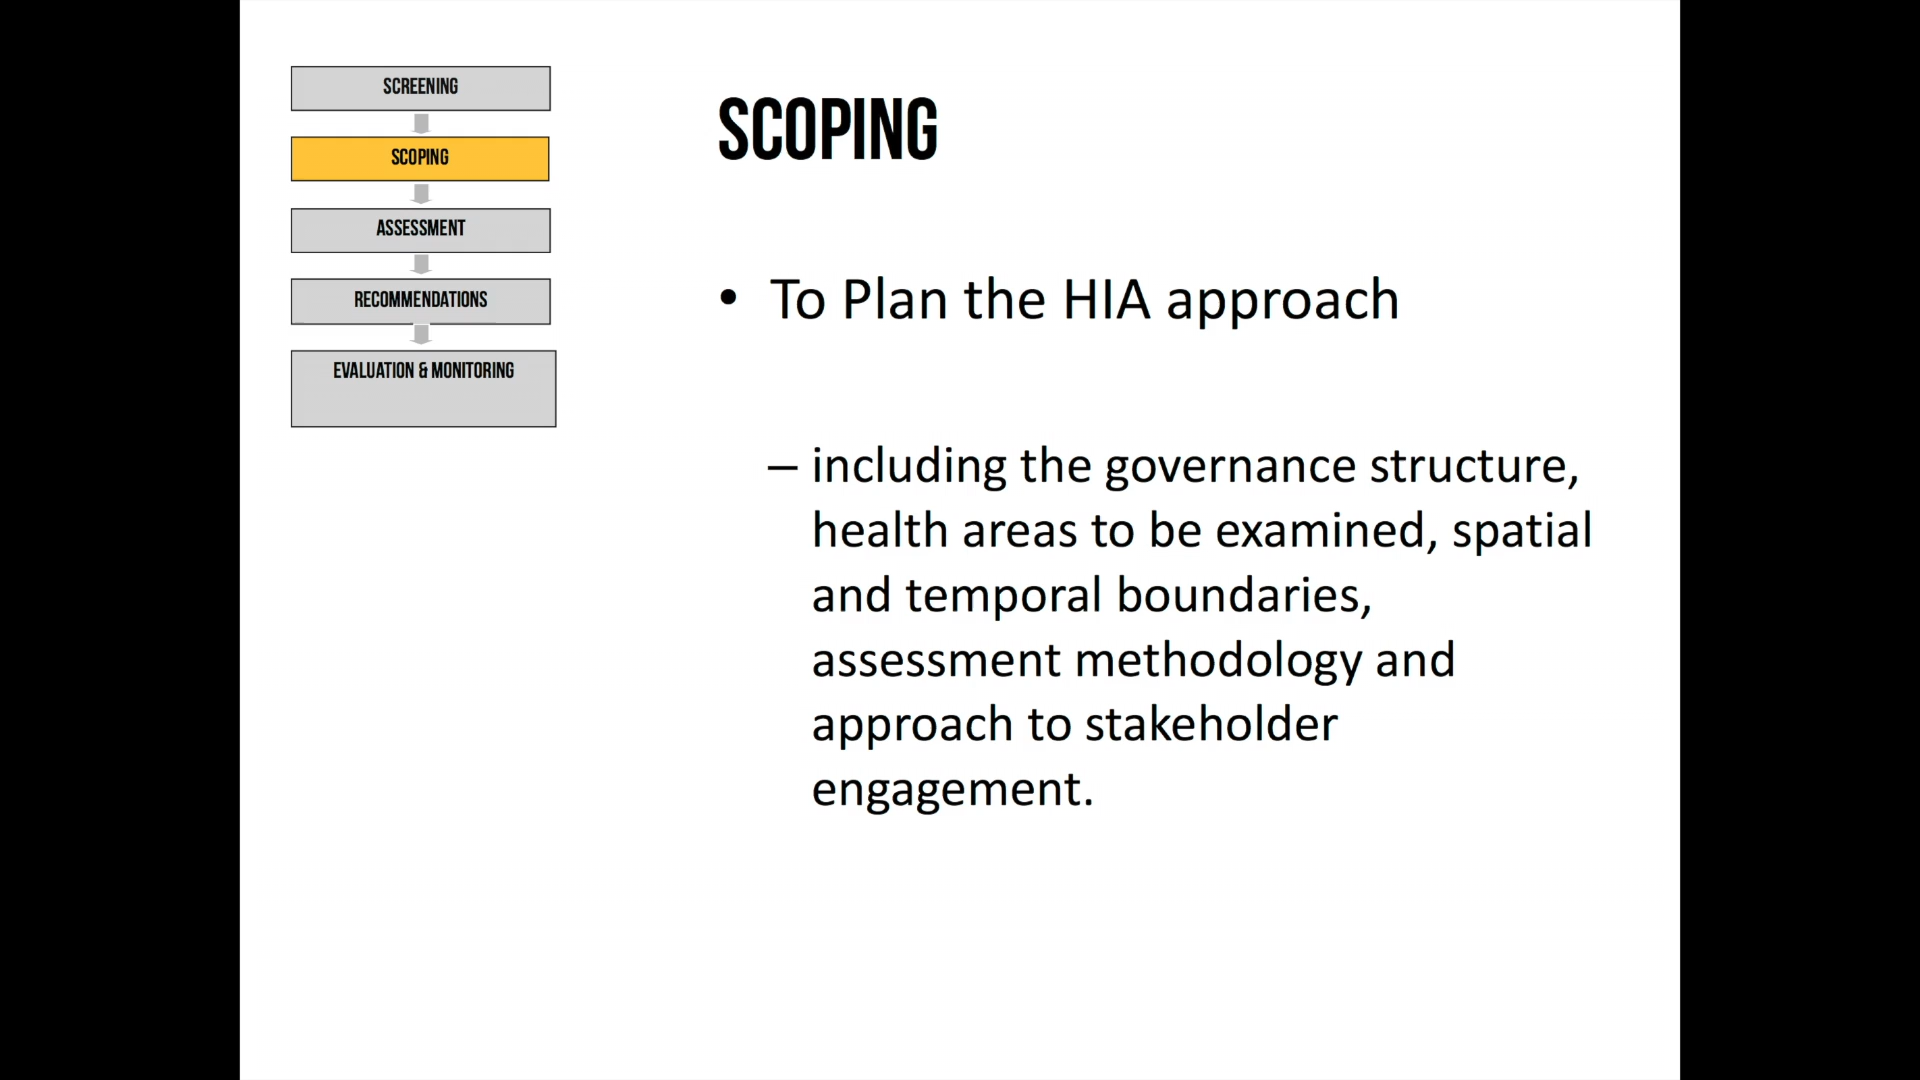 SCREENING
SCOPING
ASSESSMENT
RECOMMENDATIONS
EVALUATION & MONITORING
SCOPING
• To Plan the HIA approach
– including the governance structure,
health areas to be examined, spatial
and temporal boundaries,
assessment methodology and
approach to stakeholder
engagement.